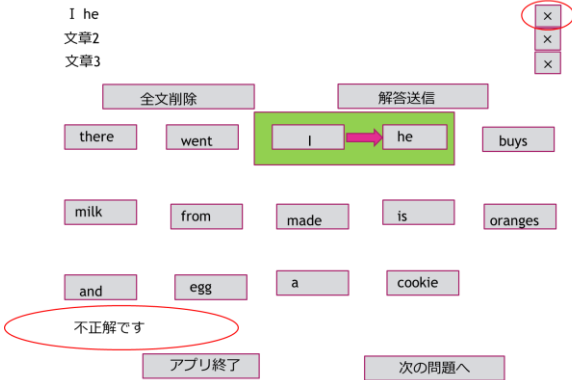 I he ×
文章2 ×
文章3 ×
全文削除 解答送信
there went I he buys
milk from made is oranges
and egg a cookie
不正解です
アプリ終了 次の問題へ